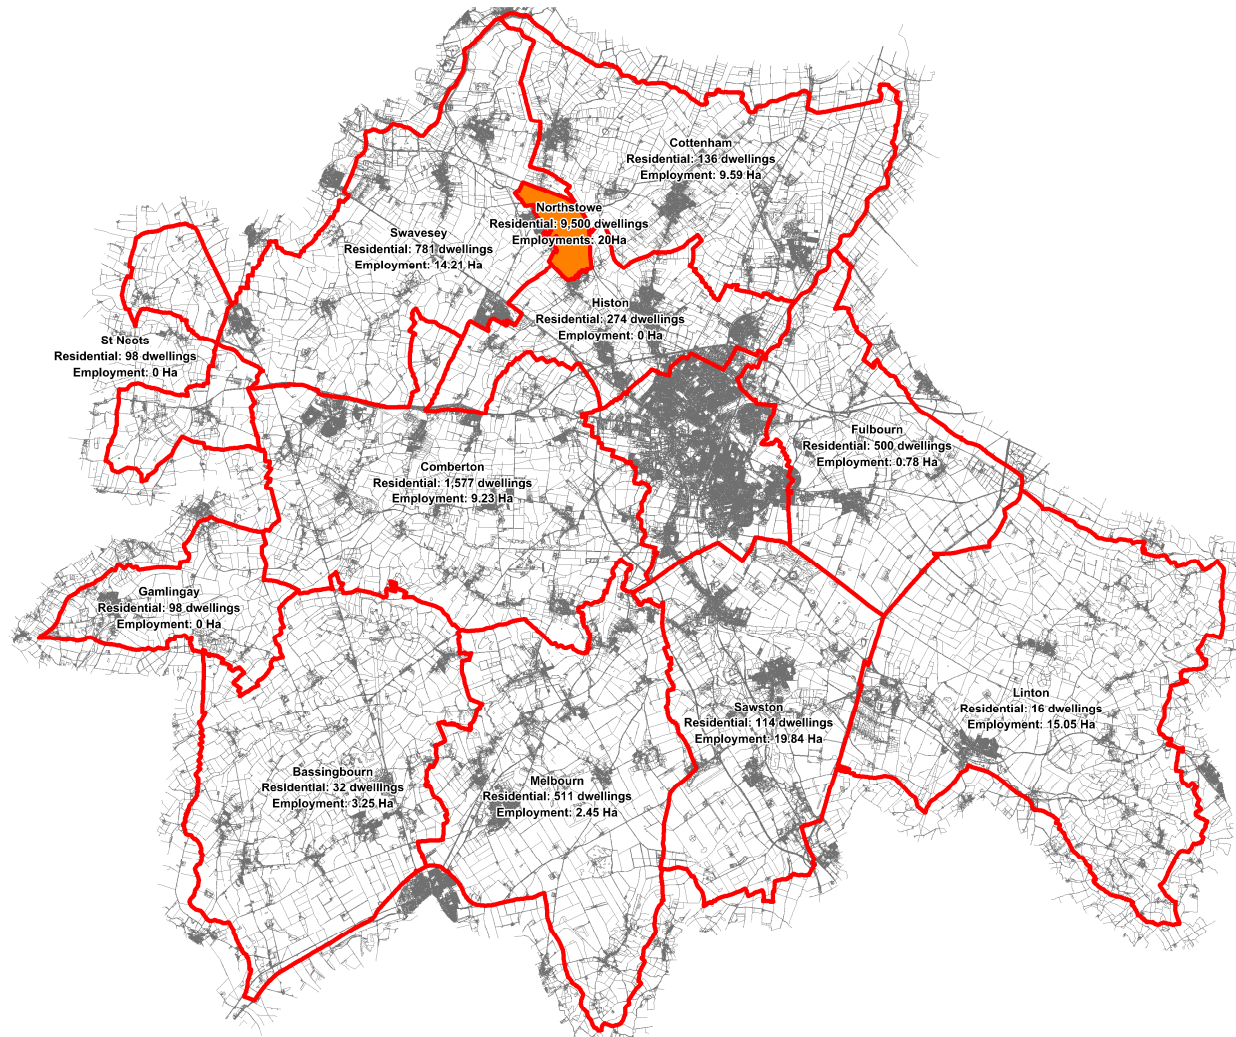 Cottenham
Residential: 136 dwellings
Employment: 9.59 Ha
Northstowe
Residential: 9,500 dwellings
Employments: 20Ha
Swavesey
Residential: 781 dwellings
Employment: 14.21 Ha
Histon
Residential: 274 dwellings
Employment: 0 Ha
St Neots
Residential: 98 dwellings
Employment: 0 Ha
Fulbourn
Residential: 500 dwellings
Employment: 0.78 Ha
Comberton
Residential: 1,577 dwellings
Employment: 9.23 Ha
Gamlingay
Residential: 98 dwellings
Employment: 0 Ha
Linton
Residential: 16 dwellings
Employment: 15.05 Ha
Sawston
Residential: 114 dwellings
Employment: 19.84 Ha
Bassingbourn
Residential: 32 dwellings
Employment: 3.25 Ha
Melbourn
Residential: 511 dwellings
Employment: 2.45 Ha